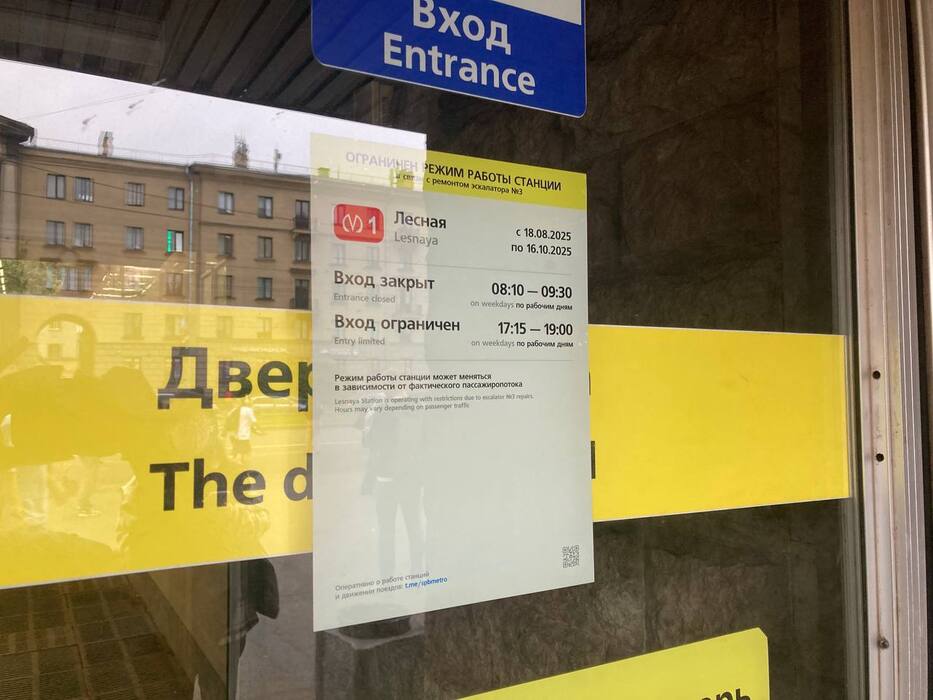 Вход
Entrance
ОГРАНИЧЕН РЕЖИМ РАБОТЫ СТАНЦИИ
в связи с ремонтом эскалатора №3
1
Лесная
Lesnaya
с 18.08.2025
по 16.10.2025
Вход закрыт
Entrance closed
08:10 — 09:30
on weekdays по рабочим дням
Вход ограничен
Entry limited
17:15 — 19:00
on weekdays по рабочим дням
Режим работы станции может меняться
в зависимости от фактического пассажиропотока
Lesnaya Station is operating with restrictions due to escalator №3 repairs.
Hours may vary depending on passenger traffic
Двер
The d
Оперативно о работе станций
и движении поездов: t.me/spbmetro